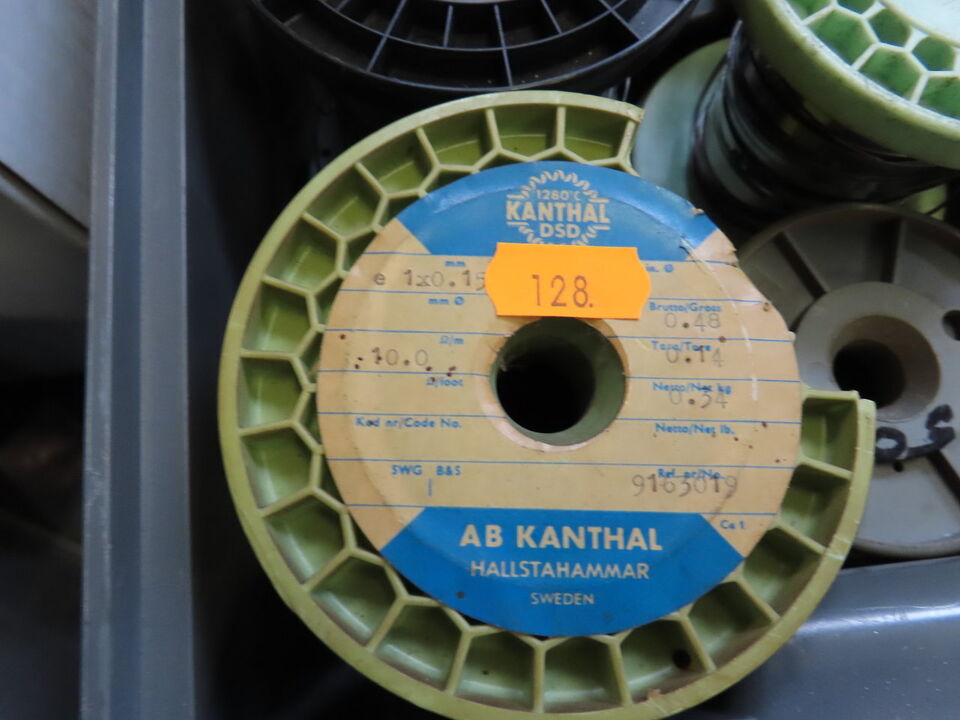 1280°C
KANTHAL
DSD
mm
e 1x0.15
128.
mm Ø
Brutto/Gross
0.48
Ω/m
Tara/Tare
10.0
0.14
Ω/foot
Netto/Net kg
0.34
Kod nr/Code No.
Netto/Net lb.
SWG B&S
Ref. nr/No
9163019
Ca 1
AB KANTHAL
HALLSTAHAMMAR
SWEDEN